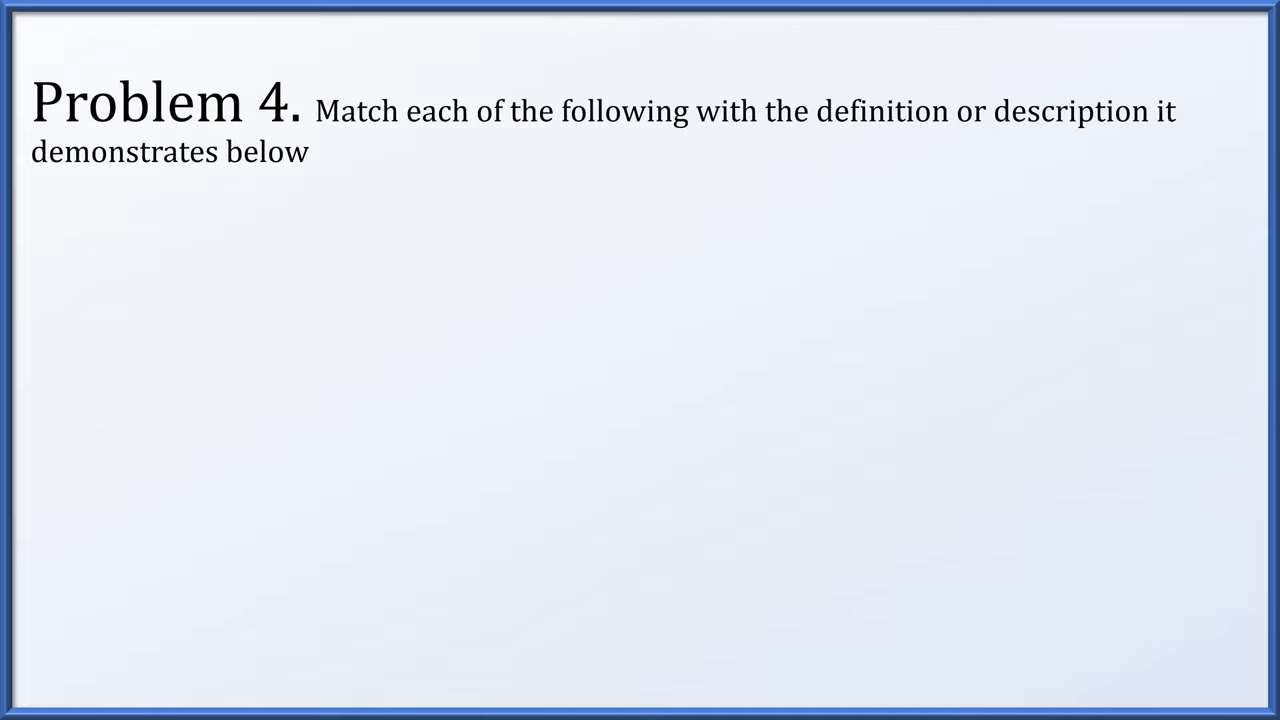 Problem 4. Match each of the following with the definition or description it
demonstrates below